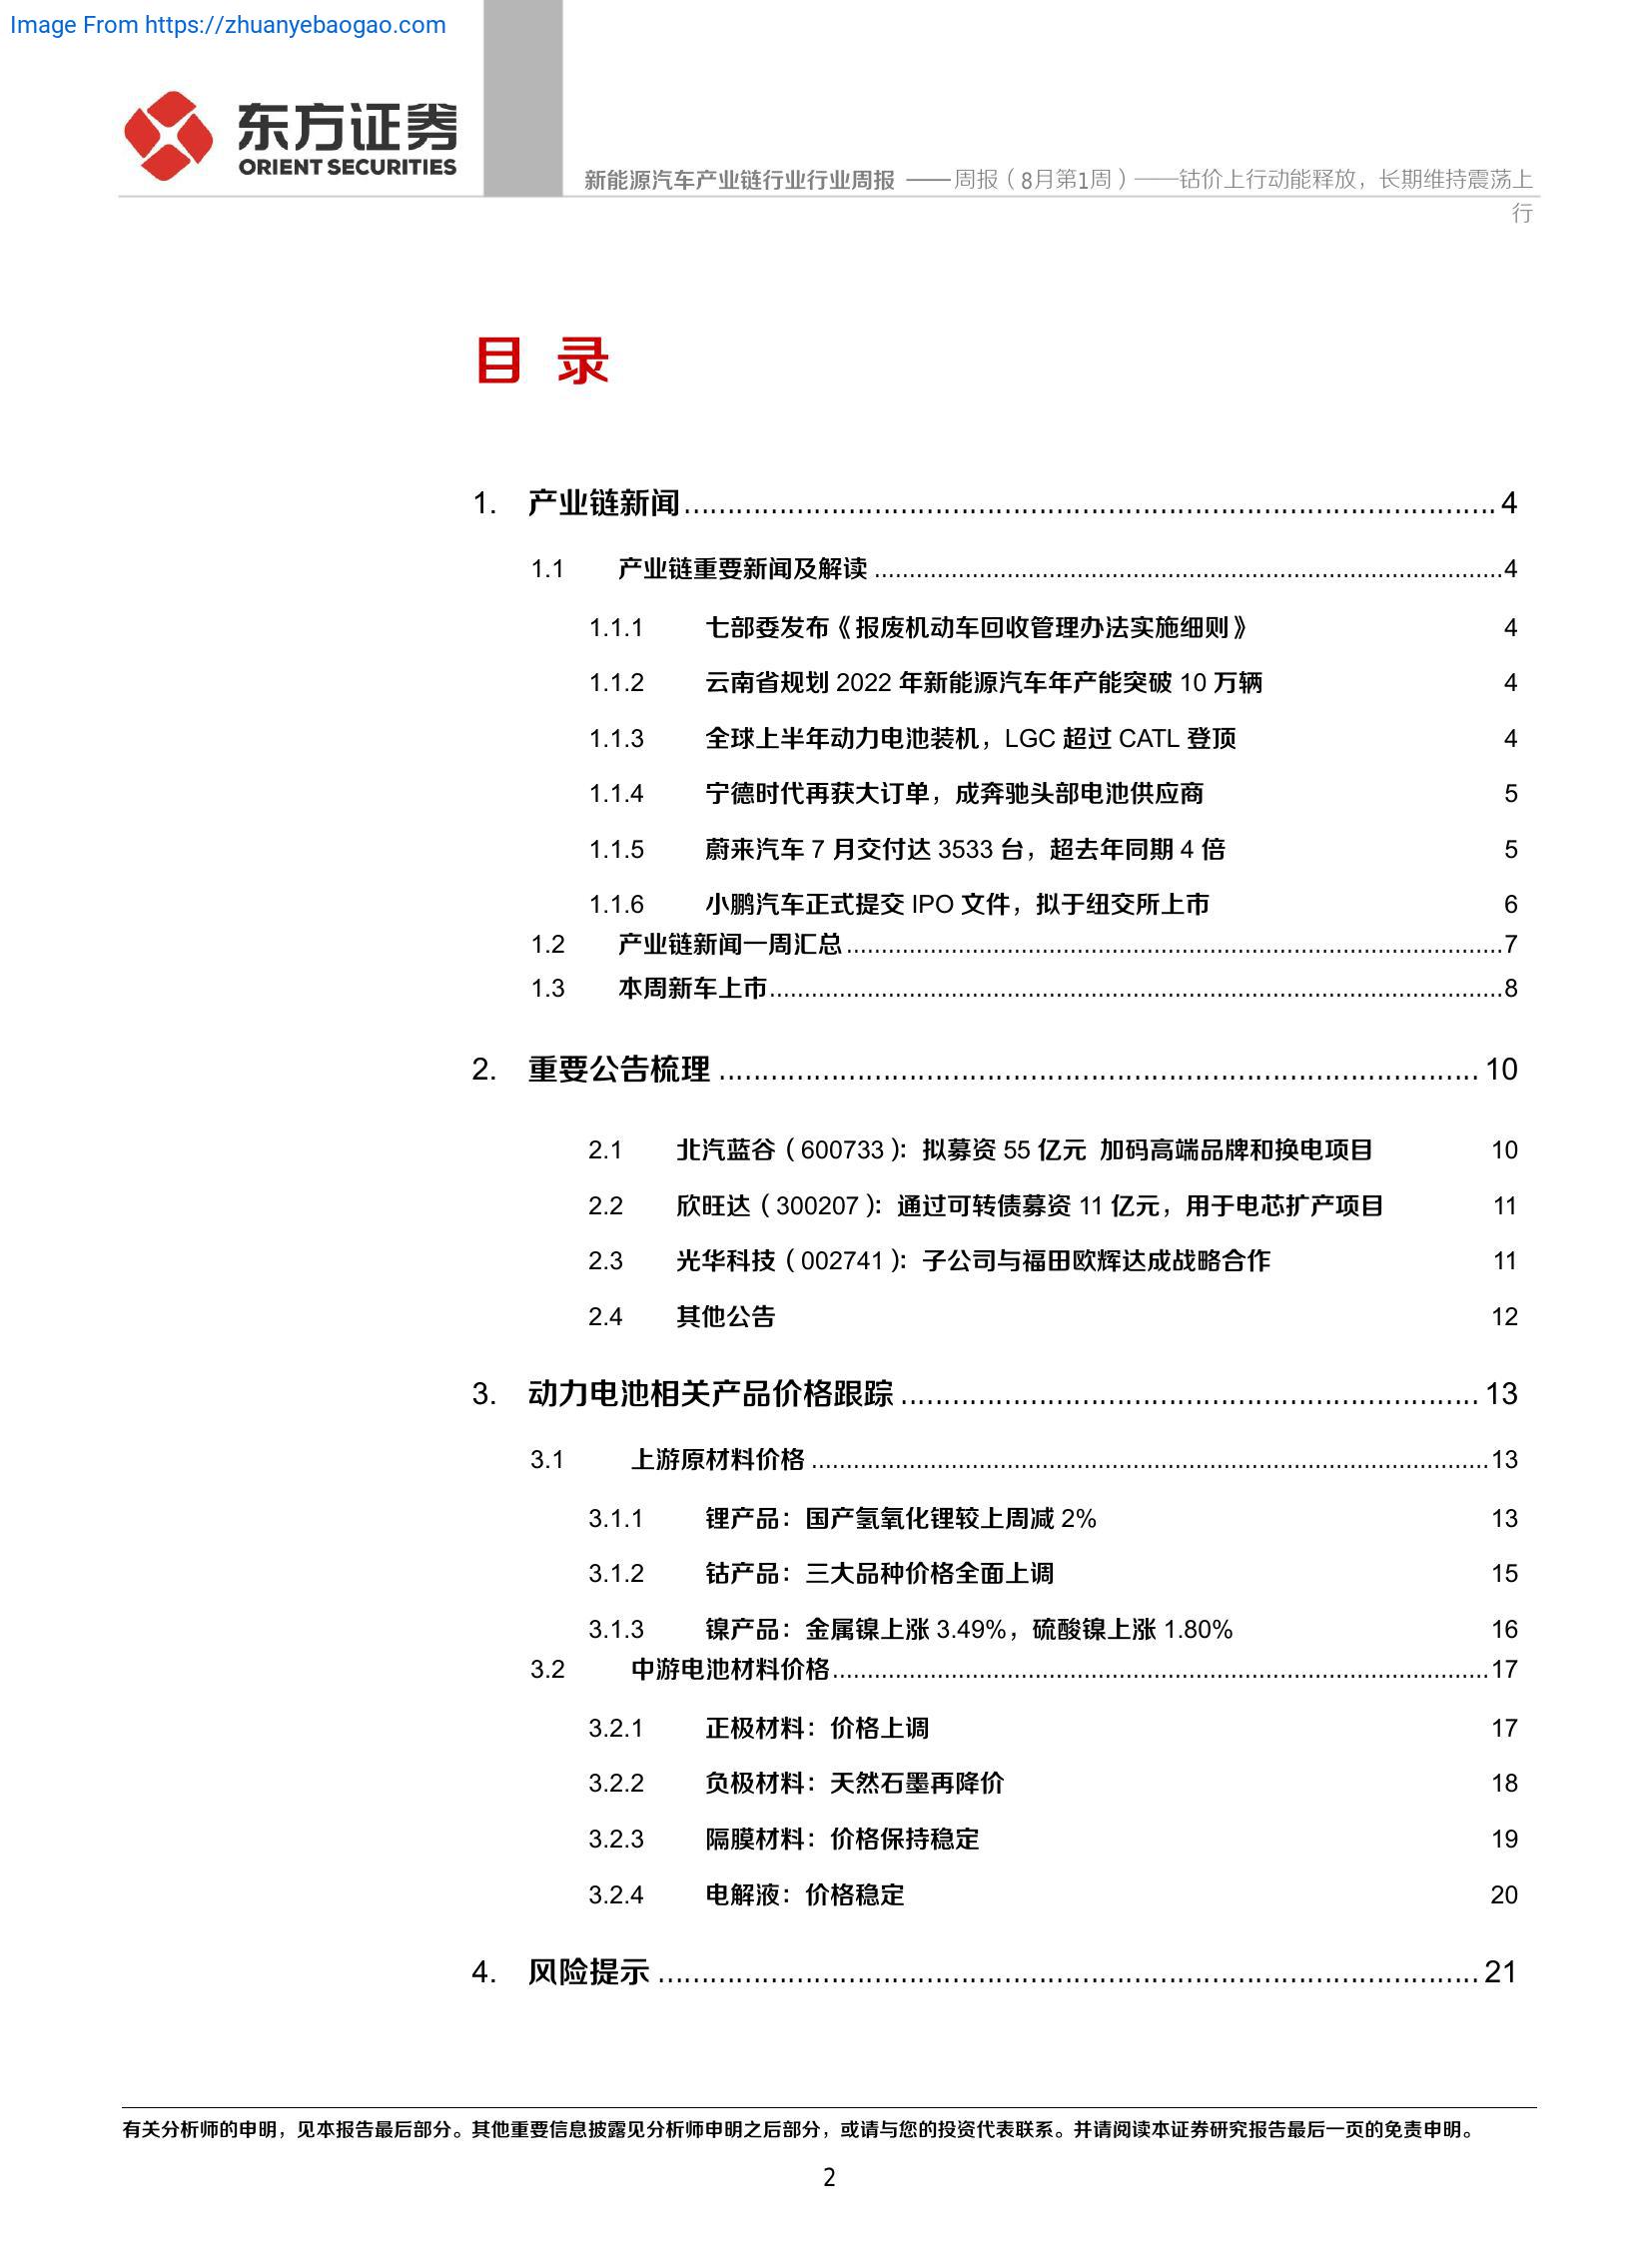 Image From https://zhuanyebaogao.com
东方证券
ORIENT SECURITIES
新能源汽车产业链行业行业周报 —— 周报（8月第1周）——钴价上行动能释放，长期维持震荡上
行
目 录
1. 产业链新闻 4
1.1 产业链重要新闻及解读 4
1.1.1 七部委发布《报废机动车回收管理办法实施细则》 4
1.1.2 云南省规划 2022 年新能源汽车年产能突破 10 万辆 4
1.1.3 全球上半年动力电池装机，LGC 超过 CATL 登顶 4
1.1.4 宁德时代再获大订单，成奔驰头部电池供应商 5
1.1.5 蔚来汽车 7 月交付达 3533 台，超去年同期 4 倍 5
1.1.6 小鹏汽车正式提交 IPO 文件，拟于纽交所上市 6
1.2 产业链新闻一周汇总 7
1.3 本周新车上市 8
2. 重要公告梳理 10
2.1 北汽蓝谷（600733）：拟募资 55 亿元 加码高端品牌和换电项目 10
2.2 欣旺达（300207）：通过可转债募资 11 亿元，用于电芯扩产项目 11
2.3 光华科技（002741）：子公司与福田欧辉达成战略合作 11
2.4 其他公告 12
3. 动力电池相关产品价格跟踪 13
3.1 上游原材料价格 13
3.1.1 锂产品：国产氢氧化锂较上周减 2% 13
3.1.2 钴产品：三大品种价格全面上调 15
3.1.3 镍产品：金属镍上涨 3.49%，硫酸镍上涨 1.80% 16
3.2 中游电池材料价格 17
3.2.1 正极材料：价格上调 17
3.2.2 负极材料：天然石墨再降价 18
3.2.3 隔膜材料：价格保持稳定 19
3.2.4 电解液：价格稳定 20
4. 风险提示 21
有关分析师的申明，见本报告最后部分。其他重要信息披露见分析师申明之后部分，或请与您的投资代表联系。并请阅读本证券研究报告最后一页的免责申明。
2